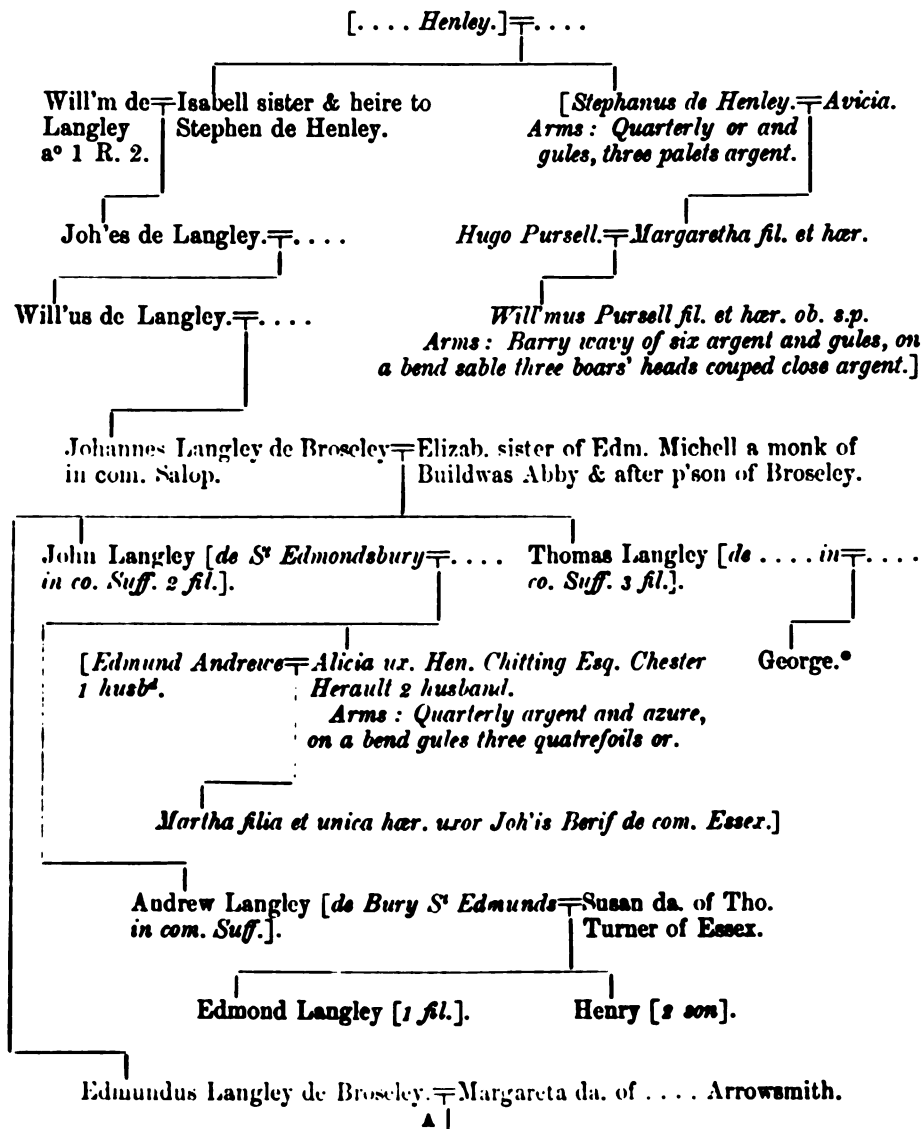 [. . . . Henley.]╤. . . .
Will'm de╤Isabell sister & heire to
Langley Stephen de Henley.
aº 1 R. 2.
[Stephanus de Henley.╤Avicia.
Arms : Quarterly or and
gules, three palets argent.
Joh'es de Langley.╤. . . .
Hugo Pursell.╤Margaretha fil. et hær.
Will'us de Langley.╤. . . .
Will'mus Pursell fil. et hær. ob. s.p.
Arms : Barry wavy of six argent and gules, on
a bend sable three boars' heads couped close argent.]
Johannes Langley de Broseley╤Elizab. sister of Edm. Michell a monk of
in com. Salop. Buildwas Abby & after p'son of Broseley.
John Langley [de Sᵗ Edmondsbury╤. . . .
in co. Suff. 2 fil.].
Thomas Langley [de . . . . in╤. . . .
co. Suff. 3 fil.].
[Edmund Andrewe╤Alicia ux. Hen. Chitting Esq. Chester
1 husbᵈ. Herault 2 husband.
Arms : Quarterly argent and azure,
on a bend gules three quatrefoils or.
George.*
Martha filia et unica hær. uxor Joh'is Berif de com. Essex.]
Andrew Langley [de Bury Sᵗ Edmunds╤Susan da. of Tho.
in com. Suff.]. Turner of Essex.
Edmond Langley [1 fil.]. Henry [2 son].
Edmundus Langley de Broseley.╤Margareta da. of . . . . Arrowsmith.
A